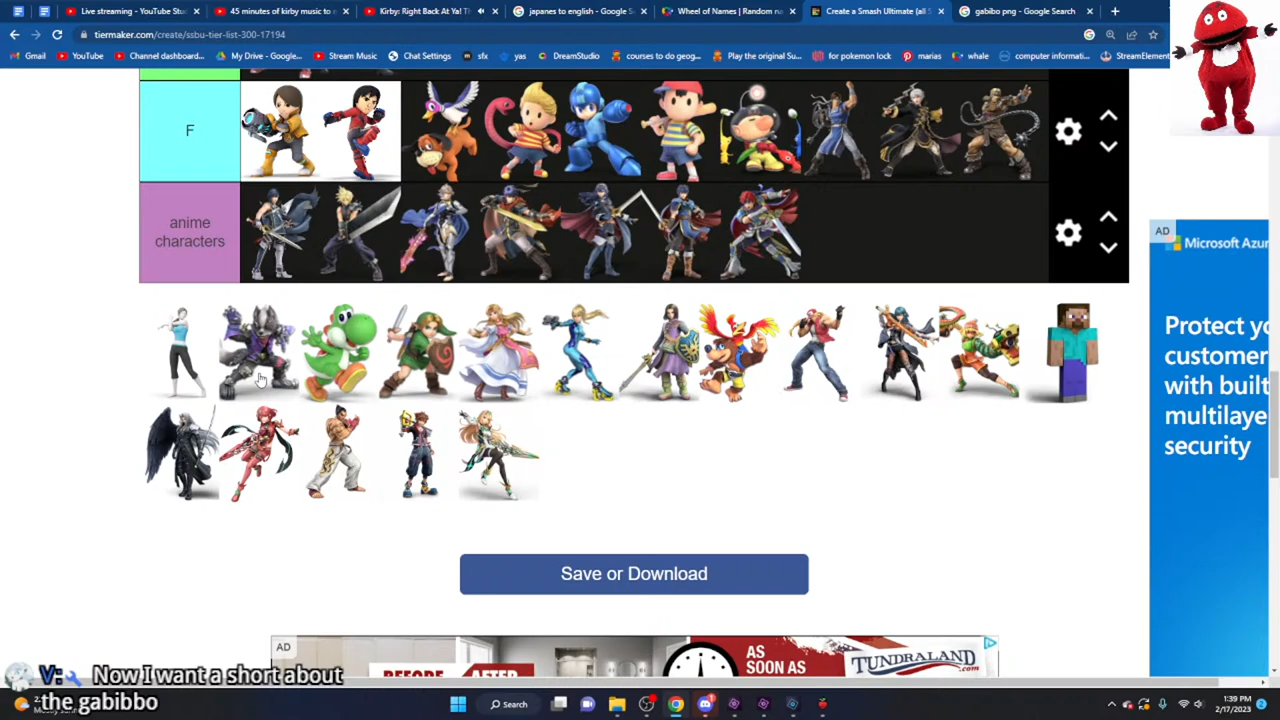 Live streaming - YouTube Stu
45 minutes of kirby music to m
Kirby: Right Back At Ya! Th
japanes to english - Google S
Wheel of Names | Random na
Create a Smash Ultimate (all S
gabibo png - Google Search
tiermaker.com/create/ssbu-tier-list-300-17194
Gmail
YouTube
Channel dashboard...
My Drive - Google...
Stream Music
Chat Settings
sfx
yas
DreamStudio
courses to do geog...
Play the original Su...
for pokemon lock
marias
whale
computer informati...
StreamElements
F
anime
characters
AD
Microsoft Azur
Protect yo
customer
with built
multilaye
security
Save or Download
AD
BEFORE
AFTER
AS
SOON AS
TUNDRALAND
.com
V: Now I want a short about
the gabibbo
Search
1:39 PM
2/17/2023